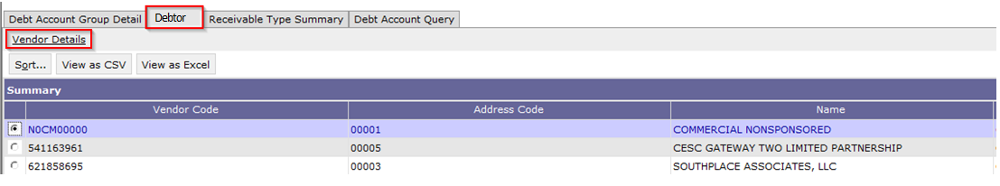 Debt Account Group Detail Debtor Receivable Type Summary Debt Account Query
Vendor Details
Sort... View as CSV View as Excel
Summary
Vendor Code Address Code Name
N0CM00000 00001 COMMERCIAL NONSPONSORED
541163961 00005 CESC GATEWAY TWO LIMITED PARTNERSHIP
621858695 00003 SOUTHPLACE ASSOCIATES, LLC